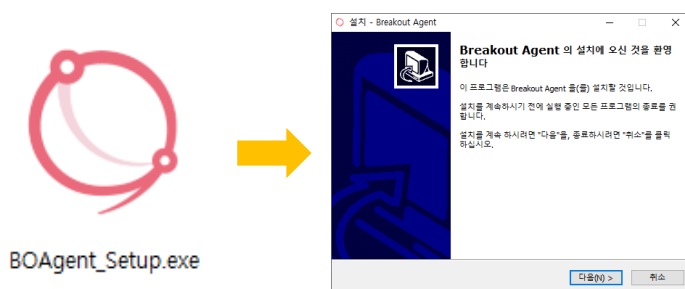 BOAgent_Setup.exe
설치 - Breakout Agent
Breakout Agent 의 설치에 오신 것을 환영
합니다
이 프로그램은 Breakout Agent 을(를) 설치할 것입니다.
설치를 계속하시기 전에 실행 중인 모든 프로그램의 종료를 권
합니다.
설치를 계속 하시려면 "다음"을, 종료하시려면 "취소"를 클릭
하십시오.
다음(N) >
취소